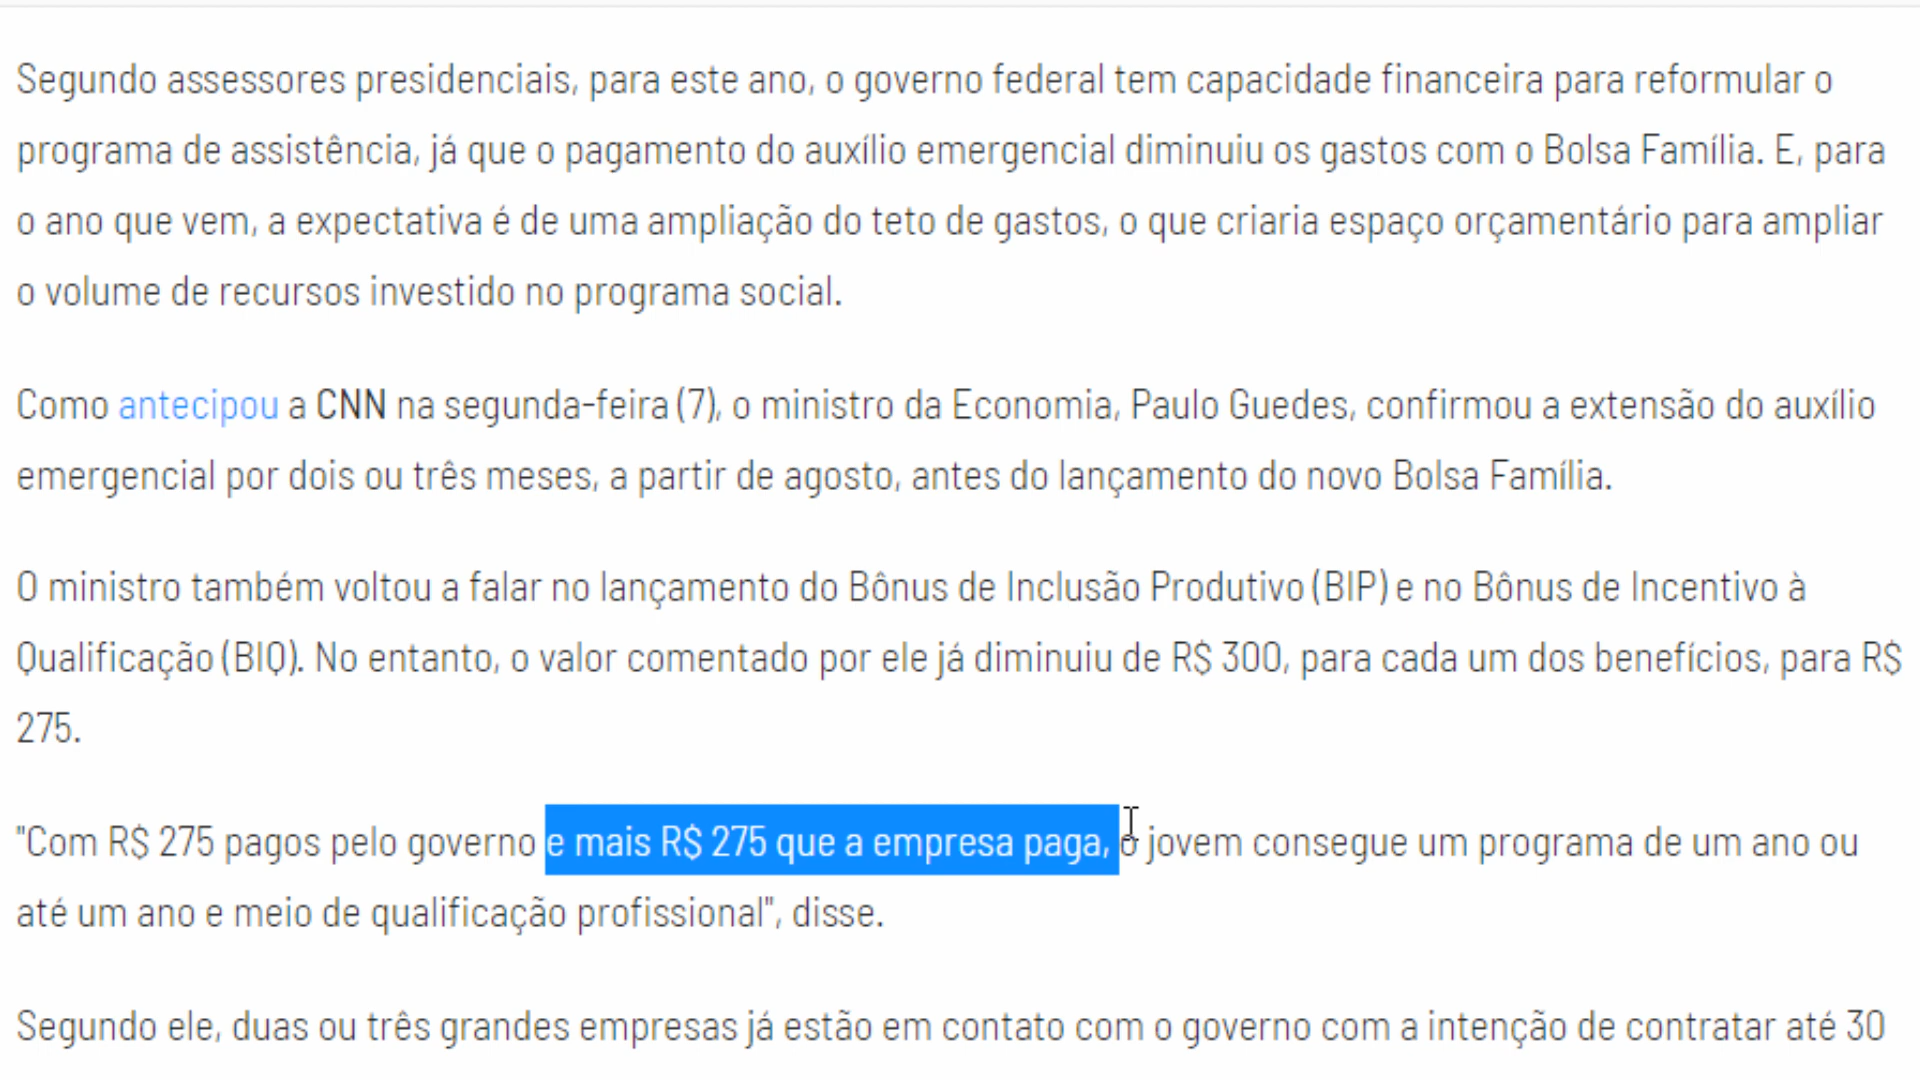 Segundo assessores presidenciais, para este ano, o governo federal tem capacidade financeira para reformular o
programa de assistência, já que o pagamento do auxílio emergencial diminuiu os gastos com o Bolsa Família. E, para
o ano que vem, a expectativa é de uma ampliação do teto de gastos, o que criaria espaço orçamentário para ampliar
o volume de recursos investido no programa social.
Como antecipou a CNN na segunda-feira (7), o ministro da Economia, Paulo Guedes, confirmou a extensão do auxílio
emergencial por dois ou três meses, a partir de agosto, antes do lançamento do novo Bolsa Família.
O ministro também voltou a falar no lançamento do Bônus de Inclusão Produtivo (BIP) e no Bônus de Incentivo à
Qualificação (BIQ). No entanto, o valor comentado por ele já diminuiu de R$ 300, para cada um dos benefícios, para R$
275.
"Com R$ 275 pagos pelo governo e mais R$ 275 que a empresa paga, o jovem consegue um programa de um ano ou
até um ano e meio de qualificação profissional", disse.
Segundo ele, duas ou três grandes empresas já estão em contato com o governo com a intenção de contratar até 30